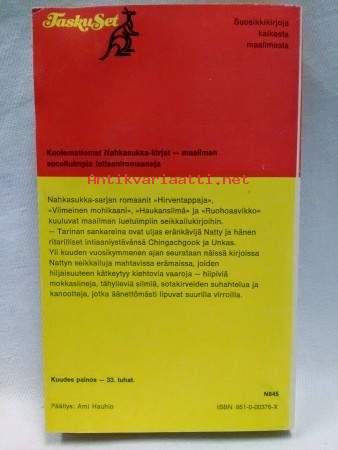 TaskuSet
Suosikkikirjoja
kaikesta
maailmasta
Kuolemattomat Nahkasukka-kirjat — maailman
suosituimpia intiaaniromaaneja
Antikvariaatti.net
Nahkasukka-sarjan romaanit »Hirventappaja»,
»Viimeinen mohikaani», »Haukansilmä» ja »Ruohoaavikko»
kuuluvat maailman luetuimpiin seikkailukirjoihin.
— Tarinan sankareina ovat uljas eränkävijä Natty ja hänen
ritarilliset intiaaniystävänsä Chingachgook ja Unkas.
Yli kuuden vuosikymmenen ajan seurataan näissä kirjoissa
Nattyn seikkailuja mahtavissa erämaissa, joiden
hiljaisuuteen kätkeytyy kiehtovia vaaroja — hiipiviä
mokkasiineja, tähyileviä silmiä, sotakirveiden suhahtelua ja
kanootteja, jotka äänettömästi lipuvat suurilla virroilla.
Kuudes painos — 33. tuhat.
N845
Päällys: Ami Hauhio
ISBN 951-0-00376-X